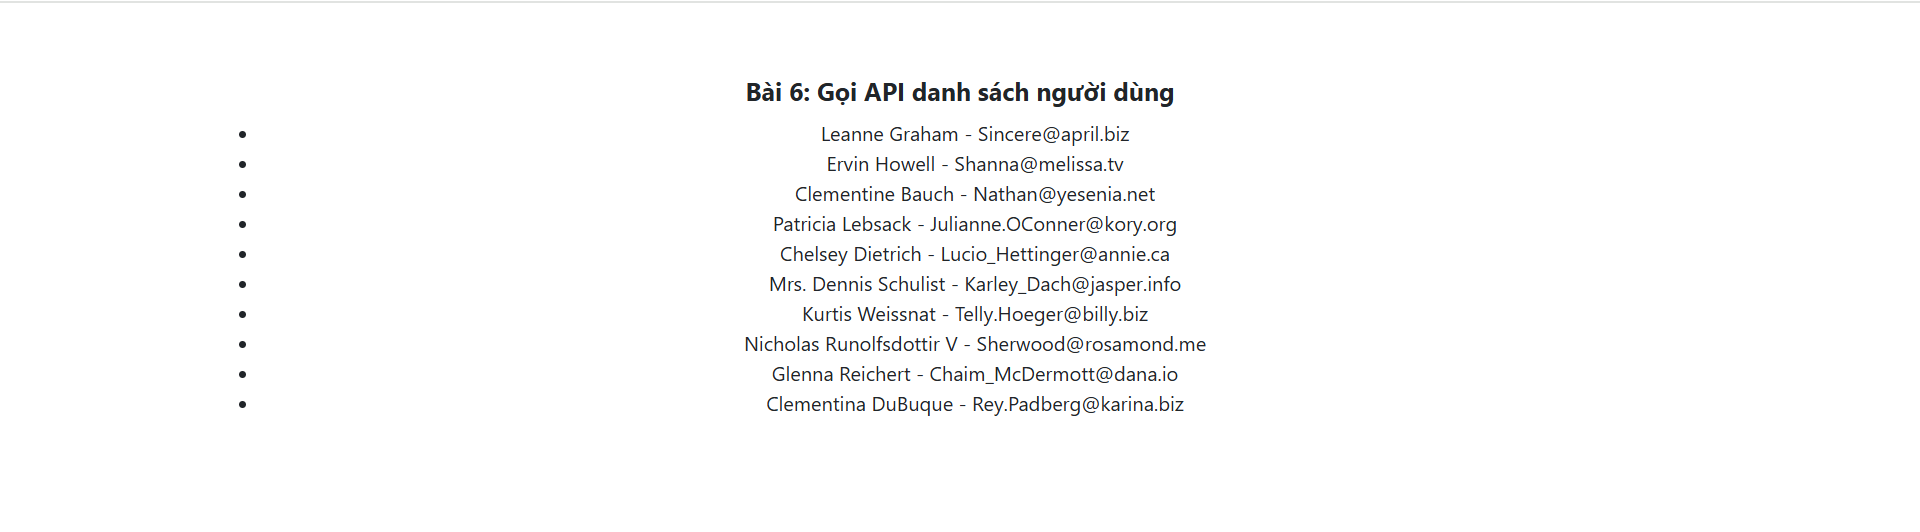 Bài 6: Gọi API danh sách người dùng
• Leanne Graham - Sincere@april.biz
• Ervin Howell - Shanna@melissa.tv
• Clementine Bauch - Nathan@yesenia.net
• Patricia Lebsack - Julianne.OConner@kory.org
• Chelsey Dietrich - Lucio_Hettinger@annie.ca
• Mrs. Dennis Schulist - Karley_Dach@jasper.info
• Kurtis Weissnat - Telly.Hoeger@billy.biz
• Nicholas Runolfsdottir V - Sherwood@rosamond.me
• Glenna Reichert - Chaim_McDermott@dana.io
• Clementina DuBuque - Rey.Padberg@karina.biz